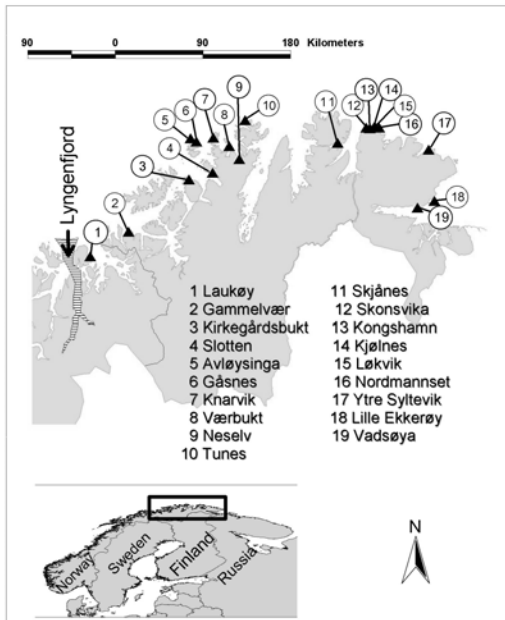 90 0 90 180 Kilometers
9
7 10
6 13 14
5 8 11 12 15
4 16 17
3
18
2 19
1
Lyngenfjord
1 Laukøy
2 Gammelvær
3 Kirkegårdsbukt
4 Slotten
5 Avløysinga
6 Gåsnes
7 Knarvik
8 Værbukt
9 Neselv
10 Tunes
11 Skjånes
12 Skonsvika
13 Kongshamn
14 Kjølnes
15 Løkvik
16 Nordmannset
17 Ytre Syltevik
18 Lille Ekkerøy
19 Vadsøya
Norway
Sweden
Finland
Russia
N